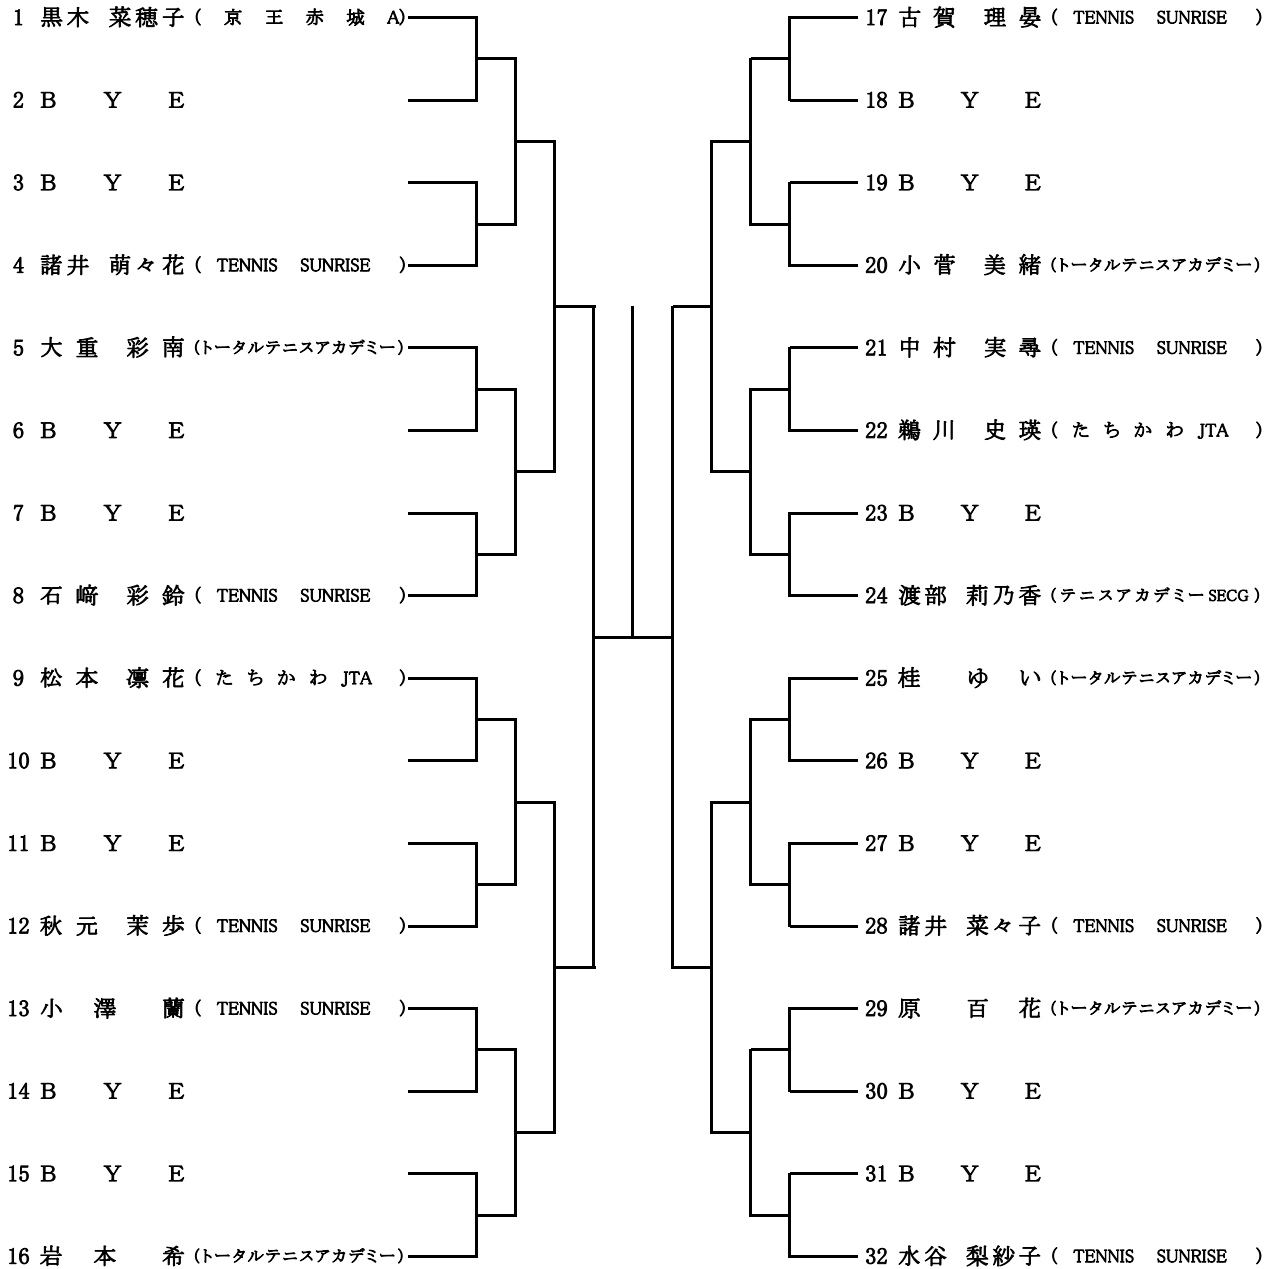 1 黒木 菜穂子 ( 京 王 赤 城 A)
2 B Y E
3 B Y E
4 諸井 萌々花 ( TENNIS SUNRISE )
5 大重 彩南 (トータルテニスアカデミー)
6 B Y E
7 B Y E
8 石﨑 彩鈴 ( TENNIS SUNRISE )
9 松本 凛花 ( たちかわ JTA )
10 B Y E
11 B Y E
12 秋元 茉歩 ( TENNIS SUNRISE )
13 小澤 蘭 ( TENNIS SUNRISE )
14 B Y E
15 B Y E
16 岩本 希 (トータルテニスアカデミー)
17 古賀 理晏 ( TENNIS SUNRISE )
18 B Y E
19 B Y E
20 小菅 美緒 (トータルテニスアカデミー)
21 中村 実尋 ( TENNIS SUNRISE )
22 鵜川 史瑛 ( たちかわ JTA )
23 B Y E
24 渡部 莉乃香 (テニスアカデミーSECG)
25 桂 ゆい (トータルテニスアカデミー)
26 B Y E
27 B Y E
28 諸井 菜々子 ( TENNIS SUNRISE )
29 原 百花 (トータルテニスアカデミー)
30 B Y E
31 B Y E
32 水谷 梨紗子 ( TENNIS SUNRISE )